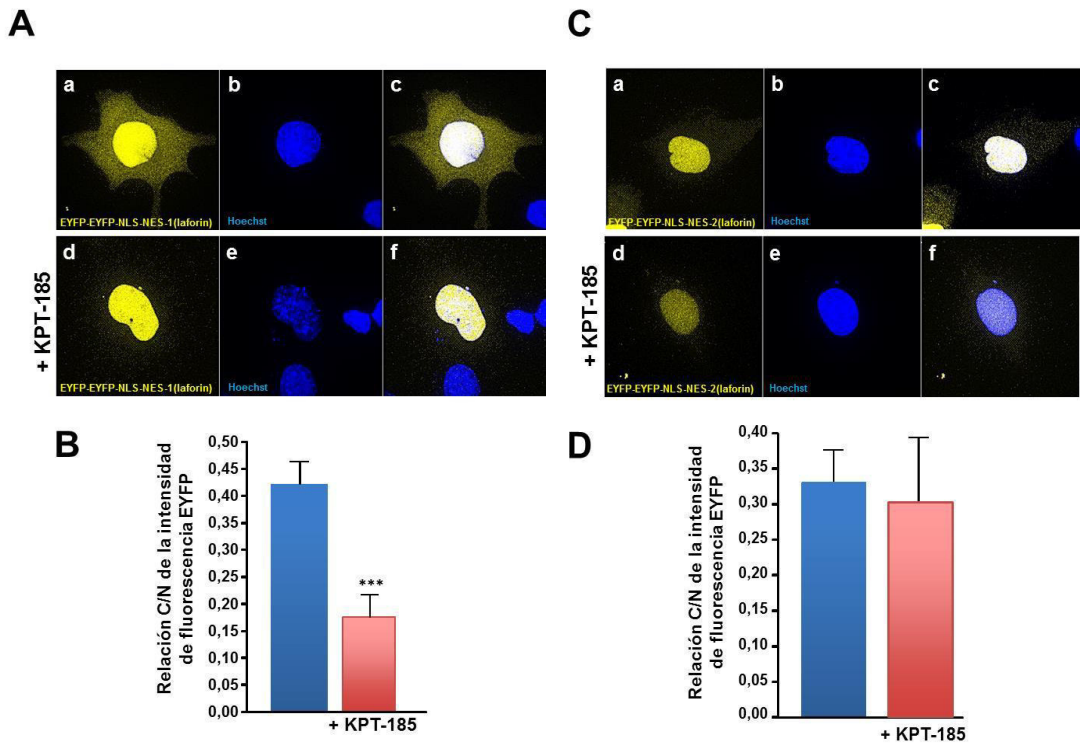 A
a
b
c
EYFP-EYFP-NLS-NES-1(laforin)
Hoechst
+ KPT-185
d
e
f
EYFP-EYFP-NLS-NES-1(laforin)
Hoechst
C
a
b
c
EYFP-EYFP-NLS-NES-2(laforin)
Hoechst
+ KPT-185
d
e
f
EYFP-EYFP-NLS-NES-2(laforin)
Hoechst
B
Relación C/N de la intensidad
de fluorescencia EYFP
0,50
0,45
0,40
0,35
0,30
0,25
0,20
0,15
0,10
0,05
0,00
***
+ KPT-185
D
Relación C/N de la intensidad
de fluorescencia EYFP
0,40
0,35
0,30
0,25
0,20
0,15
0,10
0,05
0,00
+ KPT-185